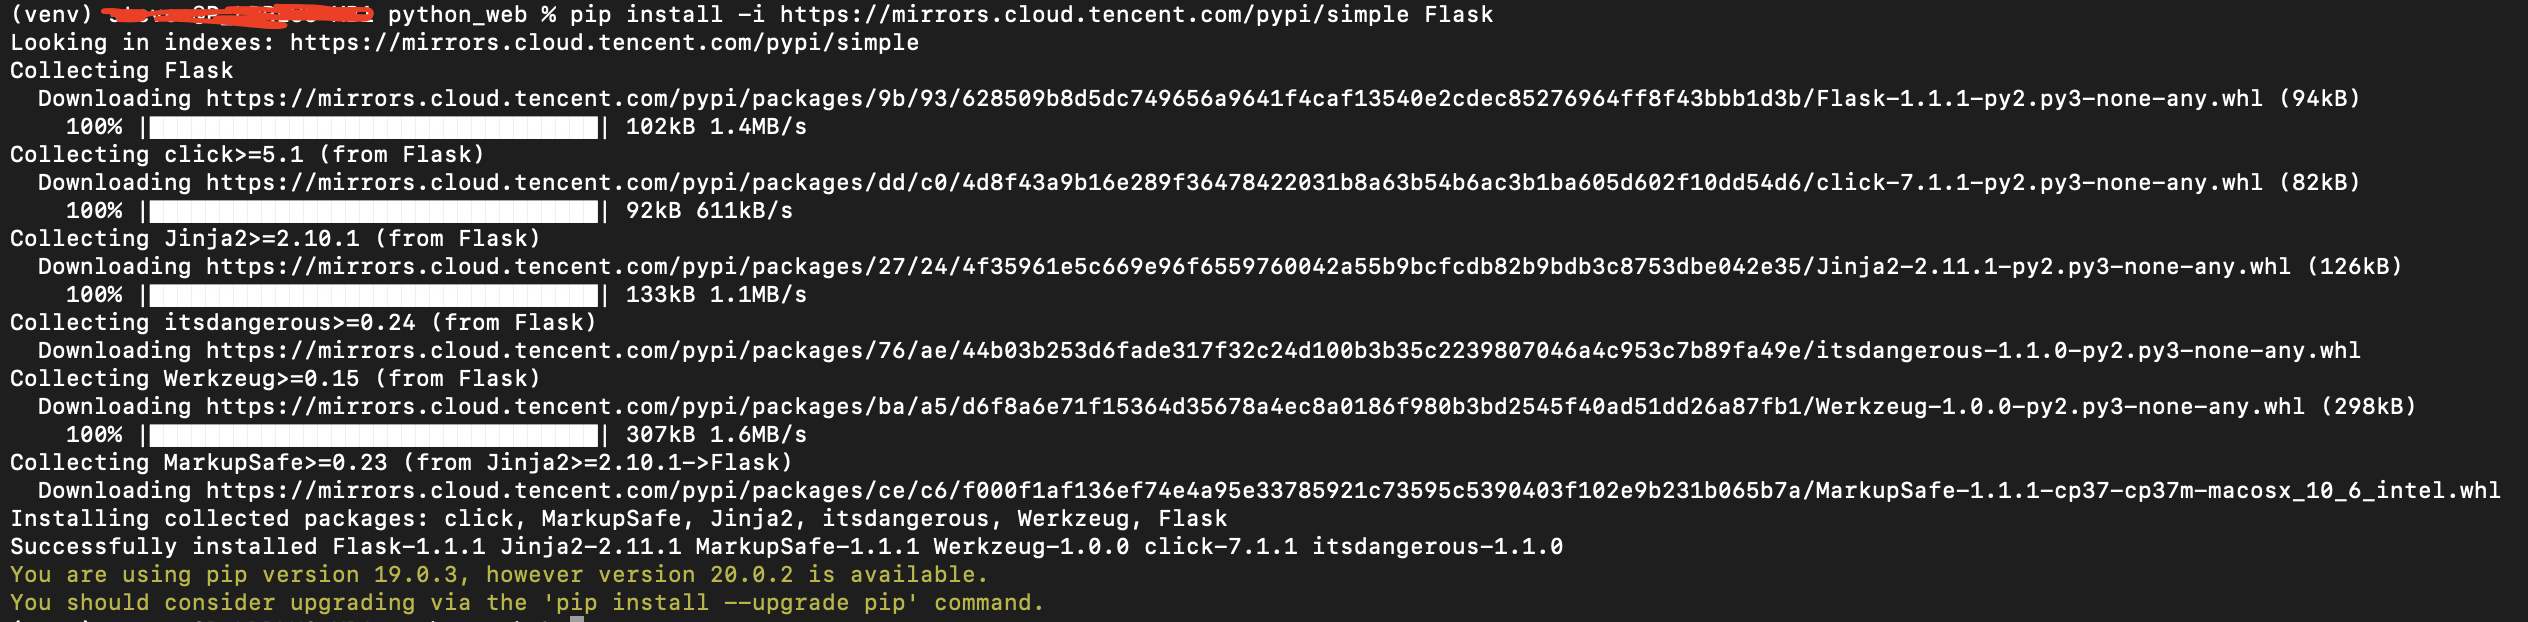 (venv) python_web % pip install -i https://mirrors.cloud.tencent.com/pypi/simple Flask
Looking in indexes: https://mirrors.cloud.tencent.com/pypi/simple
Collecting Flask
Downloading https://mirrors.cloud.tencent.com/pypi/packages/9b/93/628509b8d5dc749656a9641f4caf13540e2cdec85276964ff8f43bbb1d3b/Flask-1.1.1-py2.py3-none-any.whl (94kB)
100% |████████████████████████████████| 102kB 1.4MB/s
Collecting click>=5.1 (from Flask)
Downloading https://mirrors.cloud.tencent.com/pypi/packages/dd/c0/4d8f43a9b16e289f36478422031b8a63b54b6ac3b1ba605d602f10dd54d6/click-7.1.1-py2.py3-none-any.whl (82kB)
100% |████████████████████████████████| 92kB 611kB/s
Collecting Jinja2>=2.10.1 (from Flask)
Downloading https://mirrors.cloud.tencent.com/pypi/packages/27/24/4f35961e5c669e96f6559760042a55b9bcfcdb82b9bdb3c8753dbe042e35/Jinja2-2.11.1-py2.py3-none-any.whl (126kB)
100% |████████████████████████████████| 133kB 1.1MB/s
Collecting itsdangerous>=0.24 (from Flask)
Downloading https://mirrors.cloud.tencent.com/pypi/packages/76/ae/44b03b253d6fade317f32c24d100b3b35c2239807046a4c953c7b89fa49e/itsdangerous-1.1.0-py2.py3-none-any.whl
Collecting Werkzeug>=0.15 (from Flask)
Downloading https://mirrors.cloud.tencent.com/pypi/packages/ba/a5/d6f8a6e71f15364d35678a4ec8a0186f980b3bd2545f40ad51dd26a87fb1/Werkzeug-1.0.0-py2.py3-none-any.whl (298kB)
100% |████████████████████████████████| 307kB 1.6MB/s
Collecting MarkupSafe>=0.23 (from Jinja2>=2.10.1->Flask)
Downloading https://mirrors.cloud.tencent.com/pypi/packages/ce/c6/f000f1af136ef74e4a95e33785921c73595c5390403f102e9b231b065b7a/MarkupSafe-1.1.1-cp37-cp37m-macosx_10_6_intel.whl
Installing collected packages: click, MarkupSafe, Jinja2, itsdangerous, Werkzeug, Flask
Successfully installed Flask-1.1.1 Jinja2-2.11.1 MarkupSafe-1.1.1 Werkzeug-1.0.0 click-7.1.1 itsdangerous-1.1.0
You are using pip version 19.0.3, however version 20.0.2 is available.
You should consider upgrading via the 'pip install --upgrade pip' command.